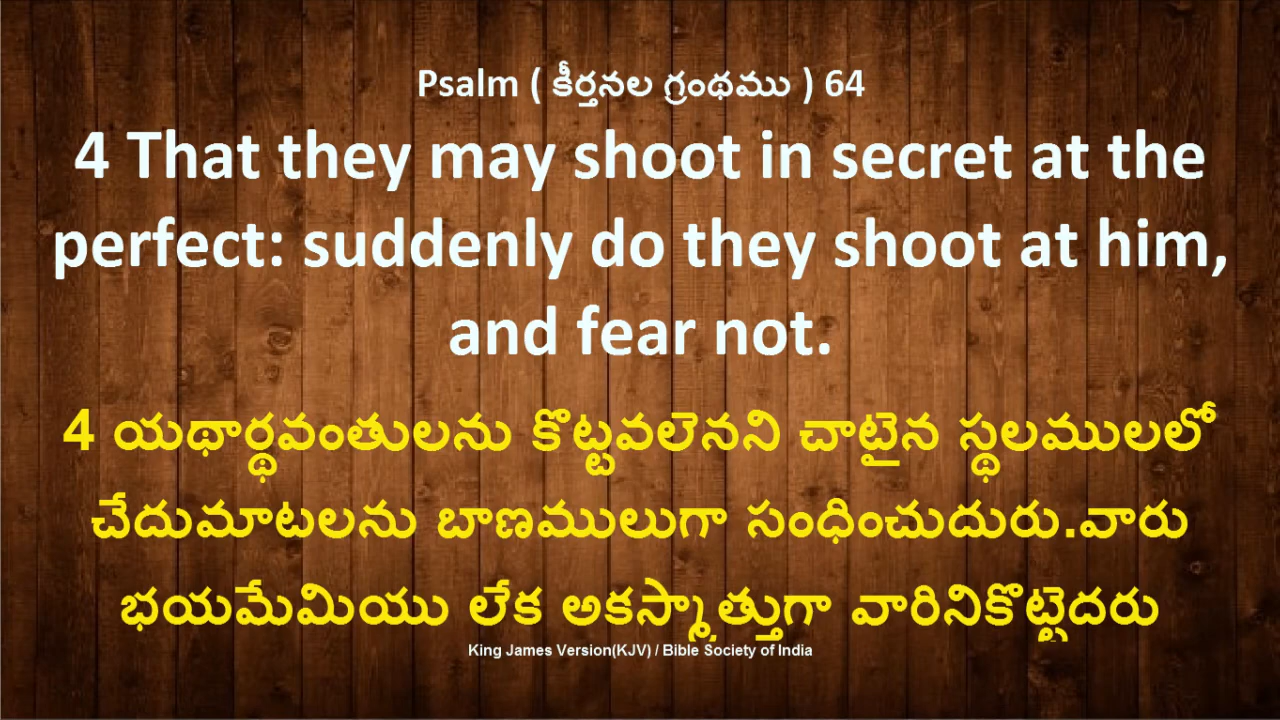 Psalm ( కీర్తనల గ్రంథము ) 64
4 That they may shoot in secret at the
perfect: suddenly do they shoot at him,
and fear not.
4 యథార్థవంతులను కొట్టవలెనని చాటైన స్థలములలో
చేదుమాటలను బాణములుగా సంధించుదురు.వారు
భయమేమియు లేక అకస్మాత్తుగా వారినికొట్టెదరు
King James Version(KJV) / Bible Society of India